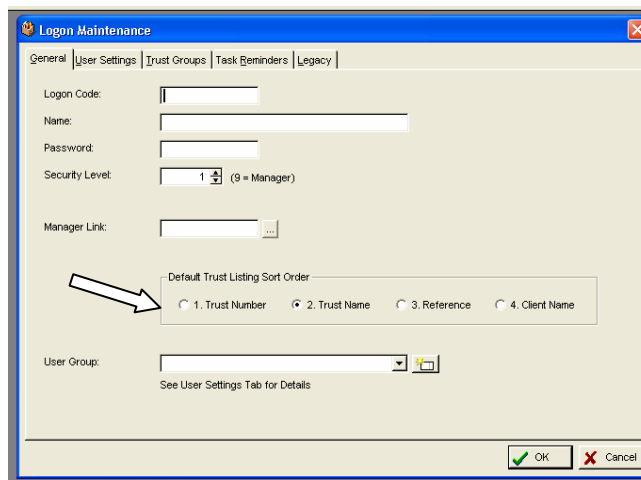 Logon Maintenance
General User Settings Trust Groups Task Reminders Legacy
Logon Code:
Name:
Password:
Security Level: 1 (9 = Manager)
Manager Link: ...
Default Trust Listing Sort Order
1. Trust Number 2. Trust Name 3. Reference 4. Client Name
User Group:
See User Settings Tab for Details
OK Cancel